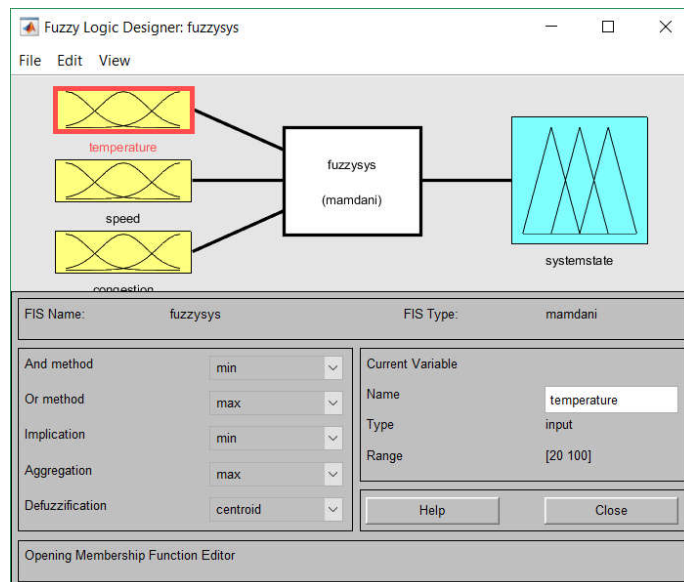 Fuzzy Logic Designer: fuzzysys
File Edit View
temperature
speed
congestion
fuzzysys
(mamdani)
systemstate
FIS Name: fuzzysys FIS Type: mamdani
And method min
Or method max
Implication min
Aggregation max
Defuzzification centroid
Current Variable
Name temperature
Type input
Range [20 100]
Help Close
Opening Membership Function Editor